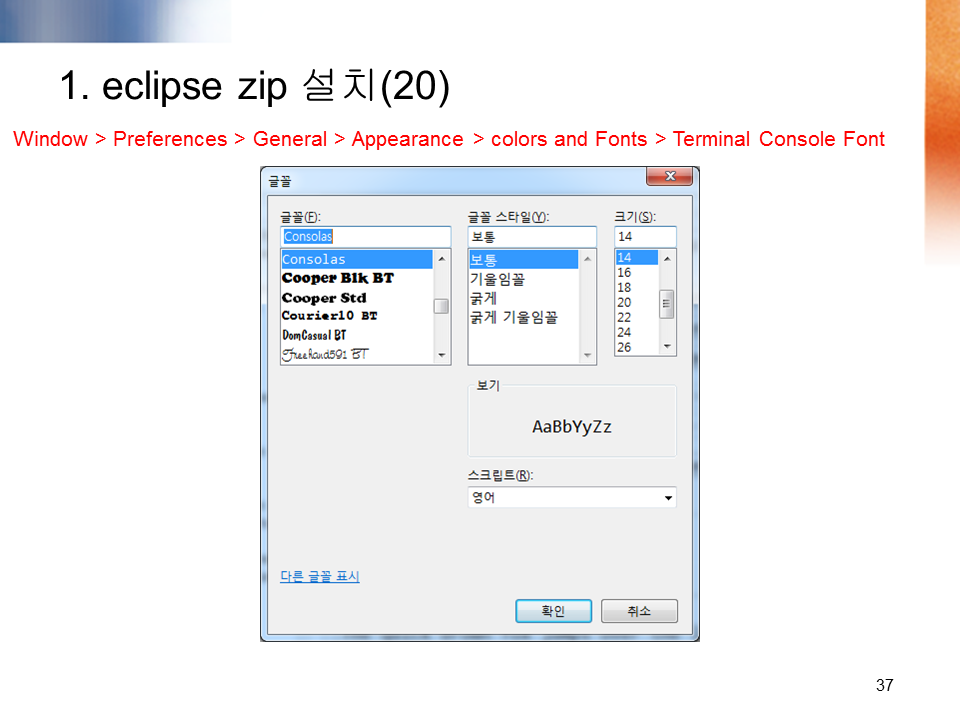 1. eclipse zip 설치(20)
Window > Preferences > General > Appearance > colors and Fonts > Terminal Console Font
글꼴
글꼴(F):
Consolas
Consolas
Cooper Blk BT
Cooper Std
Courier10 BT
DomCasual BT
Freehand591 BT
글꼴 스타일(Y):
보통
보통
기울임꼴
굵게
굵게 기울임꼴
크기(S):
14
14
16
18
20
22
24
26
보기
AaBbYyZz
스크립트(R):
영어
다른 글꼴 표시
확인
취소
37